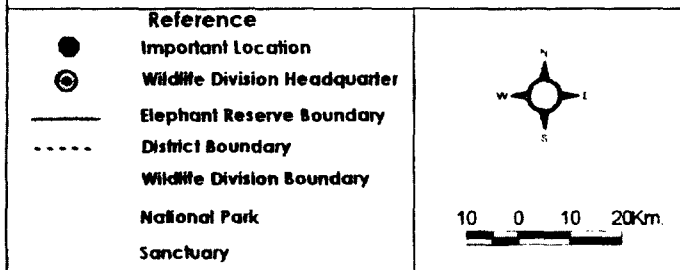 Reference
Important Location
Wildlife Division Headquarter
Elephant Reserve Boundary
District Boundary
Wildlife Division Boundary
National Park
Sanctuary
N
W E
S
10 0 10 20Km.